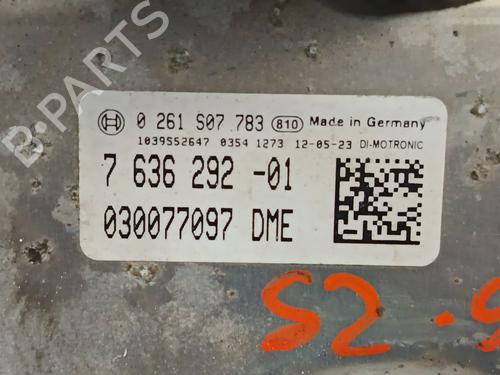 0 261 S07 783 810 Made in Germany
1039S52647 0354 1273 12-05-23 DI-MOTRONIC
7 636 292 -01
030077097 DME